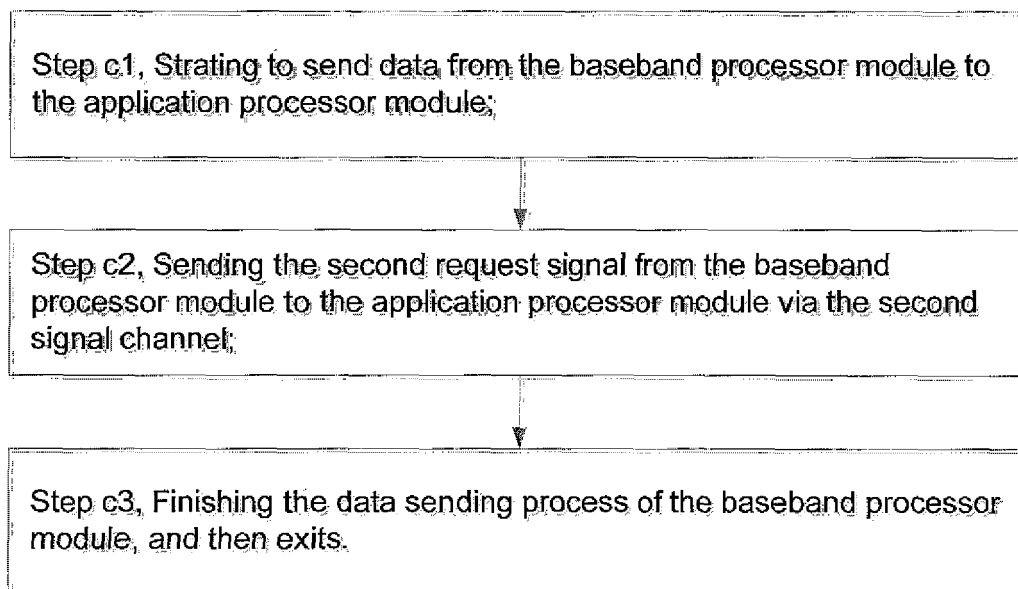 Step c1, Strating to send data from the baseband processor module to
the application processor module;
Step c2, Sending the second request signal from the baseband
processor module to the application processor module via the second
signal channel;
Step c3, Finishing the data sending process of the baseband processor
module, and then exits.